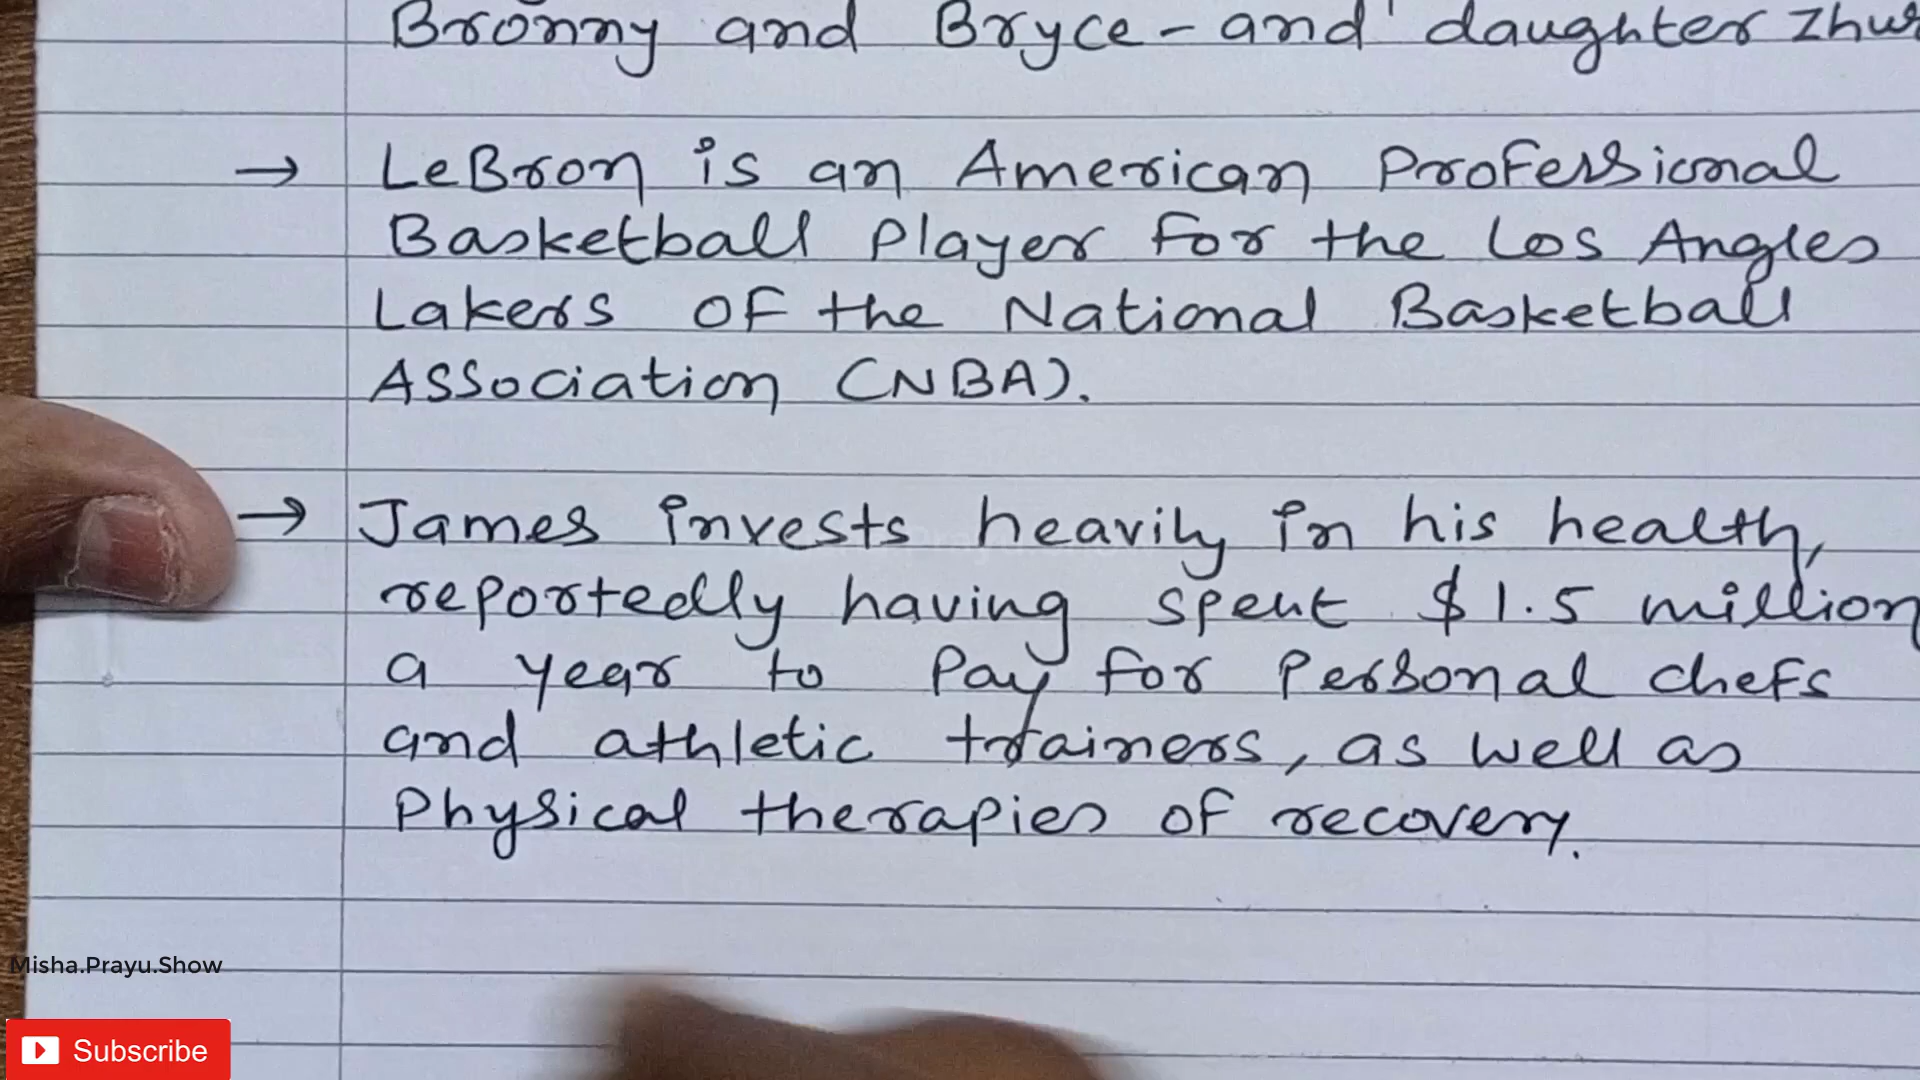 Bronny and Bryce - and daughter Zhur
→ LeBron is an American Professional
Basketball Player for the Los Angles
Lakers of the National Basketball
Association (NBA).
→ James invests heavily in his health,
reportedly having spent $1.5 million
a year to Pay for Personal chefs
and athletic trainers, as well as
Physical therapies of recovery.
Misha.Prayu.Show
Subscribe